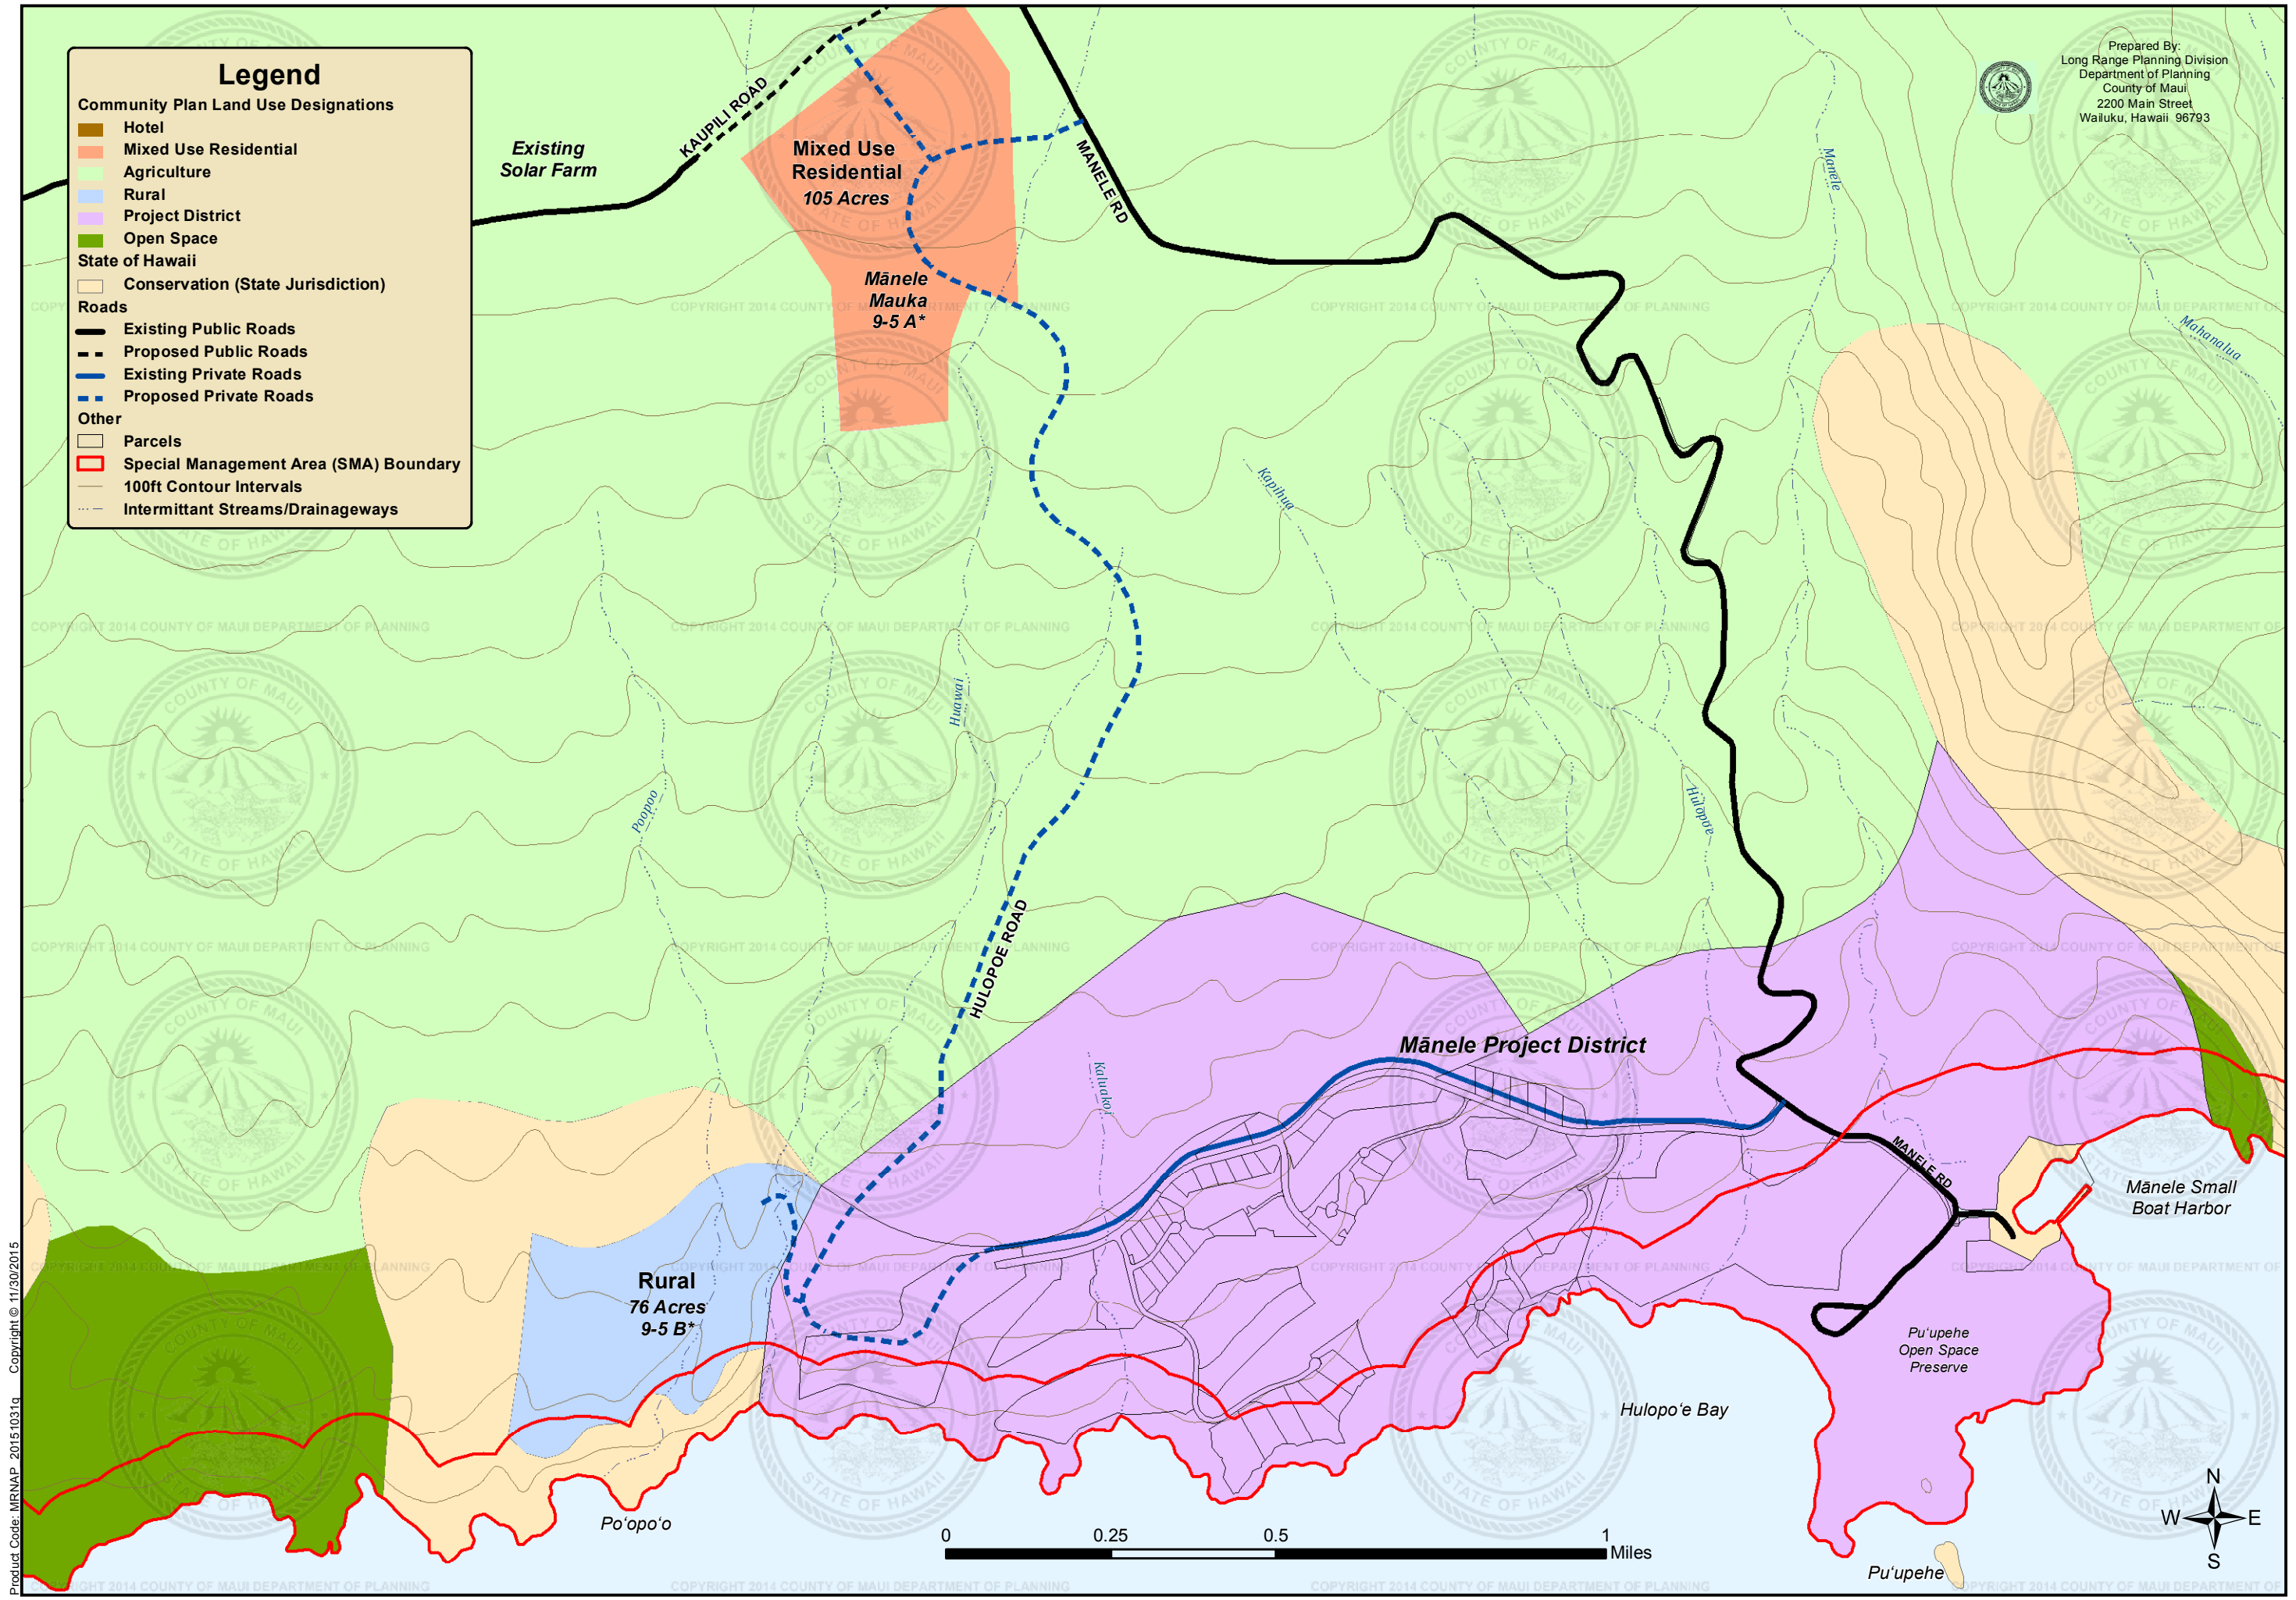 Legend
Community Plan Land Use Designations
Hotel
Mixed Use Residential
Agriculture
Rural
Project District
Open Space
State of Hawaii
Conservation (State Jurisdiction)
Roads
Existing Public Roads
Proposed Public Roads
Existing Private Roads
Proposed Private Roads
Other
Parcels
Special Management Area (SMA) Boundary
100ft Contour Intervals
Intermittant Streams/Drainageways
Prepared By:
Long Range Planning Division
Department of Planning
County of Maui
2200 Main Street
Wailuku, Hawaii 96793
Existing
Solar Farm
KAUPILI ROAD
Mixed Use
Residential
105 Acres
Mānele
Mauka
9-5 A*
MANELE RD
Manele
Mahanalua
Kapihua
Huawai
Poopoo
Hulopoe
HULOPOE ROAD
Kaluakoi
Mānele Project District
MANELE RD
Mānele Small
Boat Harbor
Rural
76 Acres
9-5 B*
Pu‘upehe
Open Space
Preserve
Hulopo‘e Bay
Po‘opo‘o
Pu‘upehe
0 0.25 0.5 1
Miles
N
W E
S
Product Code: MRNAP_20151031q Copyright © 11/30/2015
COPYRIGHT 2014 COUNTY OF MAUI DEPARTMENT OF PLANNING
COUNTY OF MAUI
STATE OF HAWAII